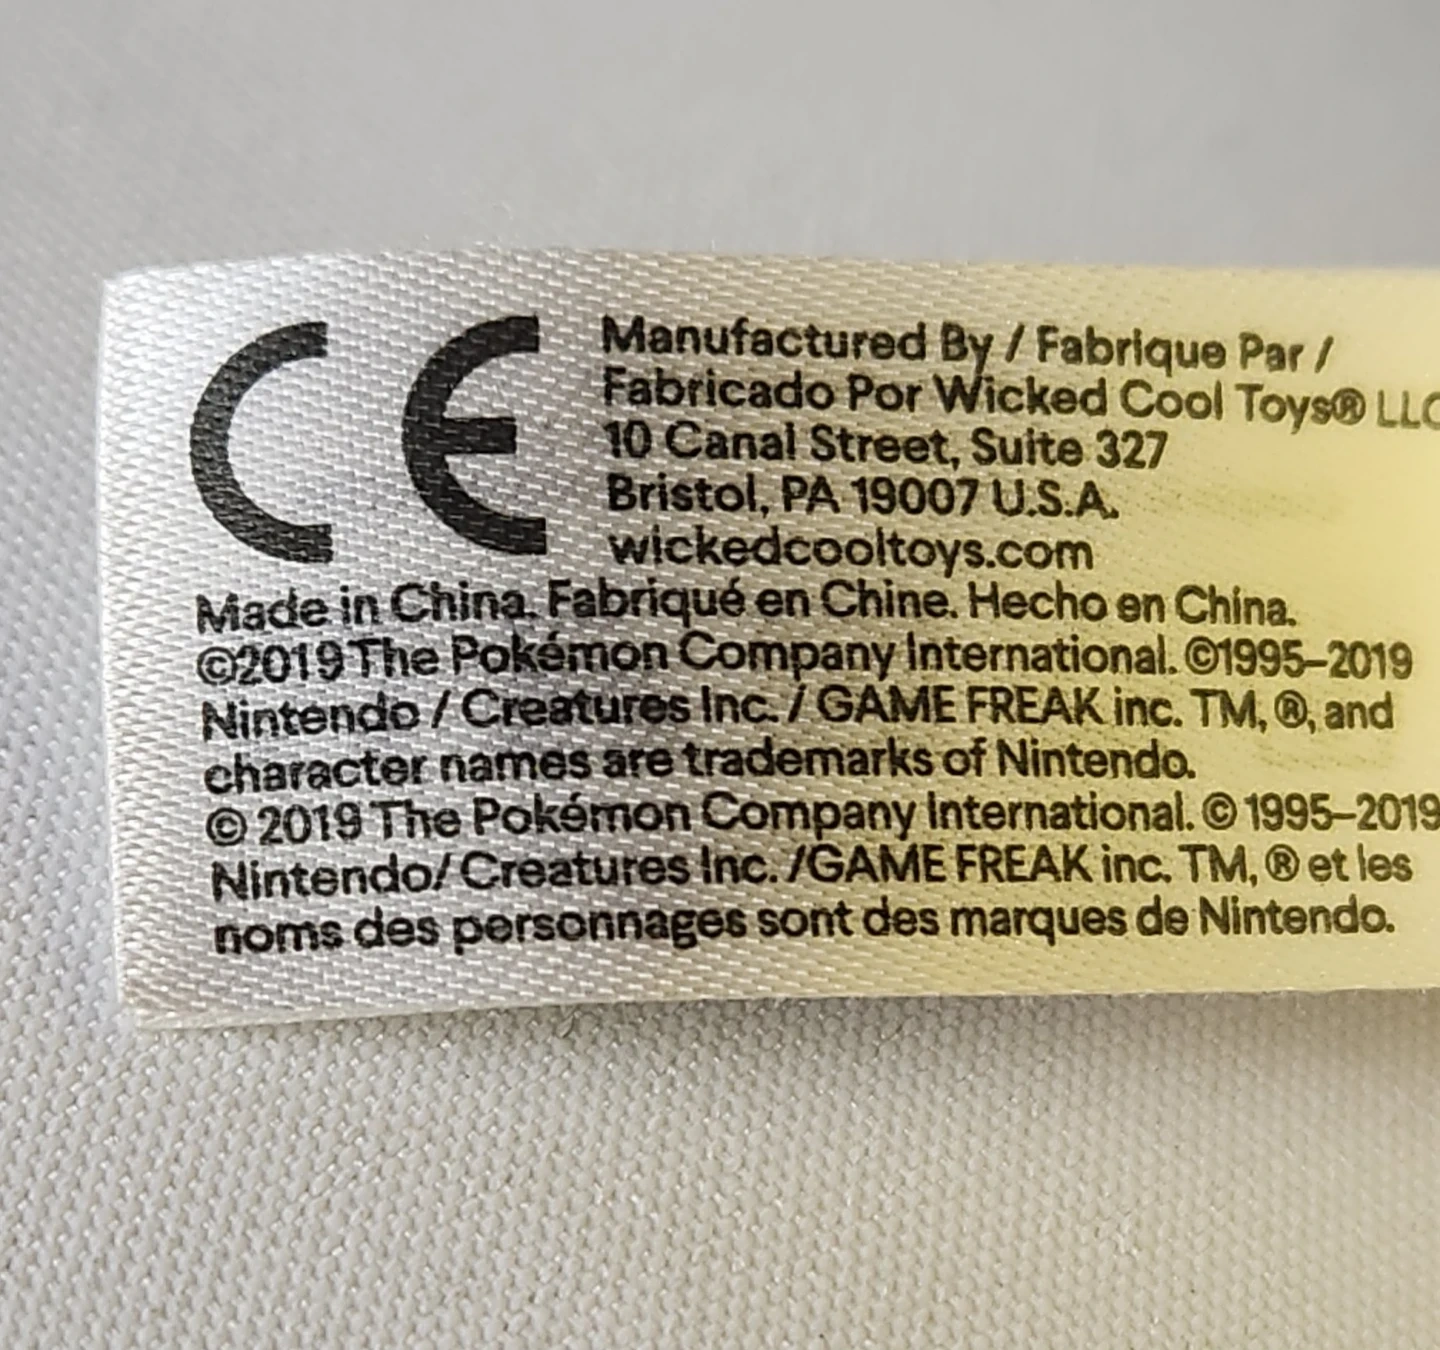 CE
Manufactured By / Fabrique Par /
Fabricado Por Wicked Cool Toys® LLC
10 Canal Street, Suite 327
Bristol, PA 19007 U.S.A.
wickedcooltoys.com
Made in China. Fabriqué en Chine. Hecho en China.
©2019 The Pokémon Company International. ©1995–2019
Nintendo / Creatures Inc. / GAME FREAK inc. TM, ®, and
character names are trademarks of Nintendo.
© 2019 The Pokémon Company International. © 1995–2019
Nintendo/ Creatures Inc. /GAME FREAK inc. TM, ® et les
noms des personnages sont des marques de Nintendo.